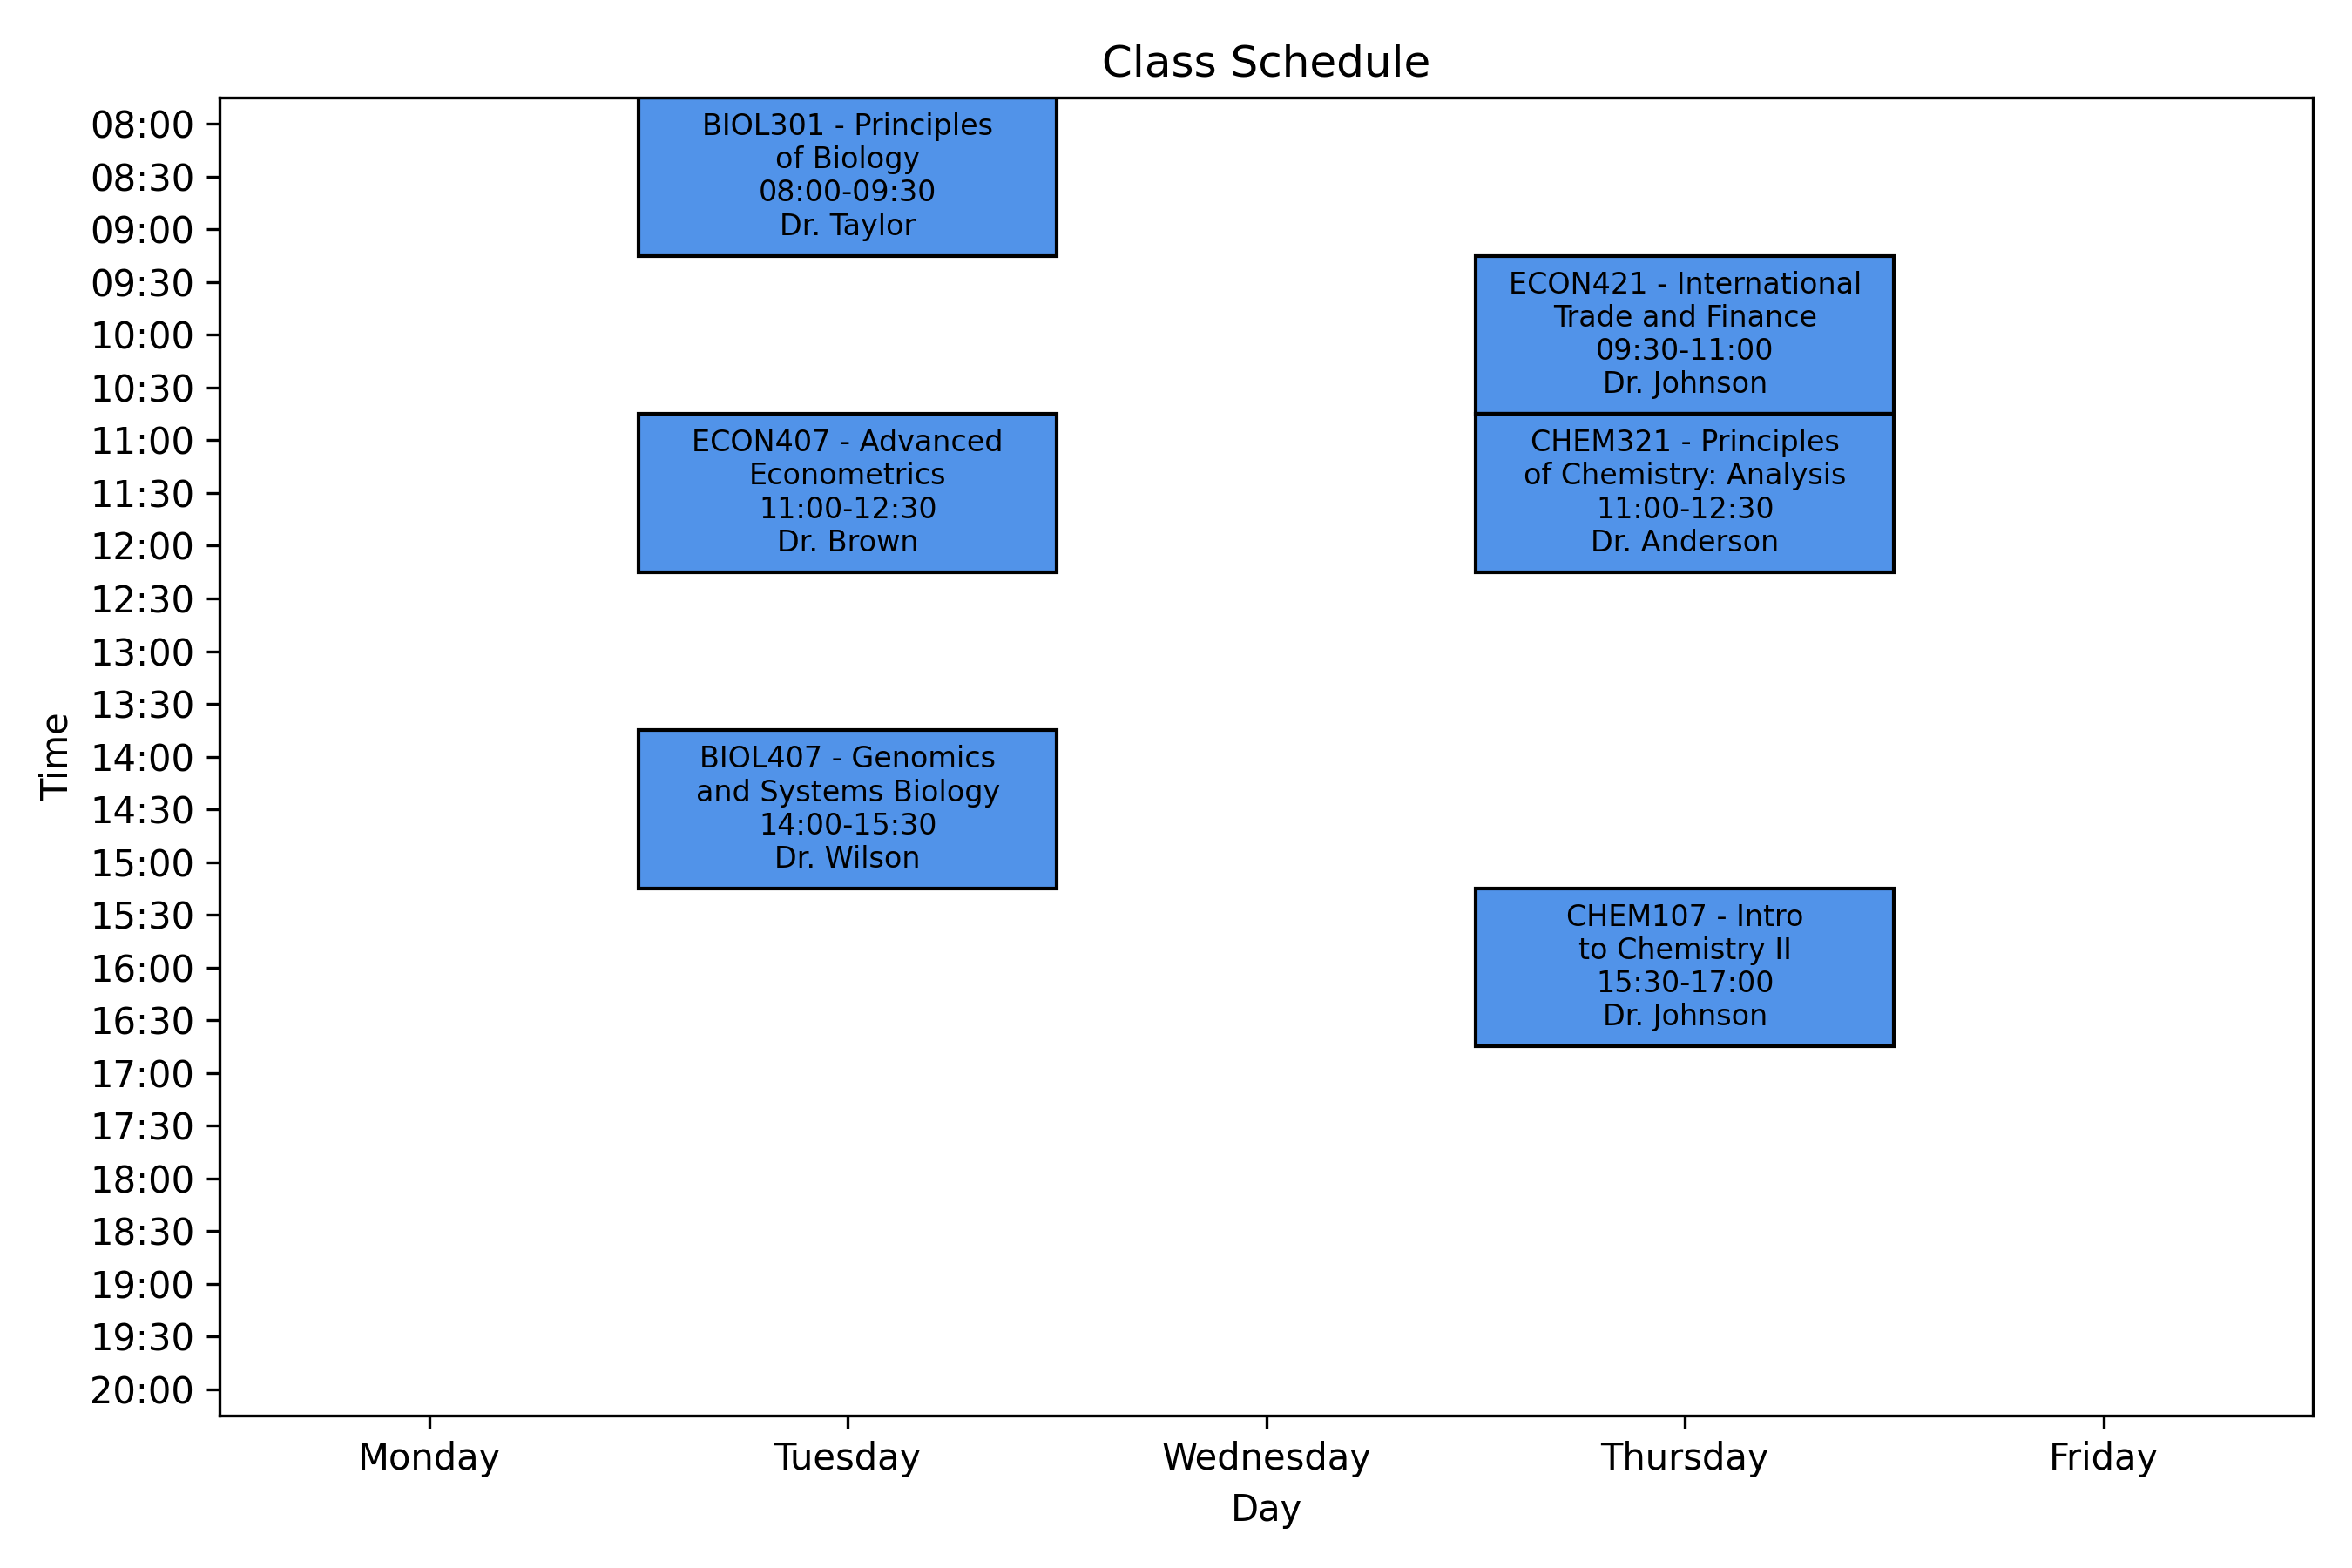 Class Schedule
Time
08:00
08:30
09:00
09:30
10:00
10:30
11:00
11:30
12:00
12:30
13:00
13:30
14:00
14:30
15:00
15:30
16:00
16:30
17:00
17:30
18:00
18:30
19:00
19:30
20:00
BIOL301 - Principles
of Biology
08:00-09:30
Dr. Taylor
ECON407 - Advanced
Econometrics
11:00-12:30
Dr. Brown
BIOL407 - Genomics
and Systems Biology
14:00-15:30
Dr. Wilson
ECON421 - International
Trade and Finance
09:30-11:00
Dr. Johnson
CHEM321 - Principles
of Chemistry: Analysis
11:00-12:30
Dr. Anderson
CHEM107 - Intro
to Chemistry II
15:30-17:00
Dr. Johnson
Monday
Tuesday
Wednesday
Thursday
Friday
Day